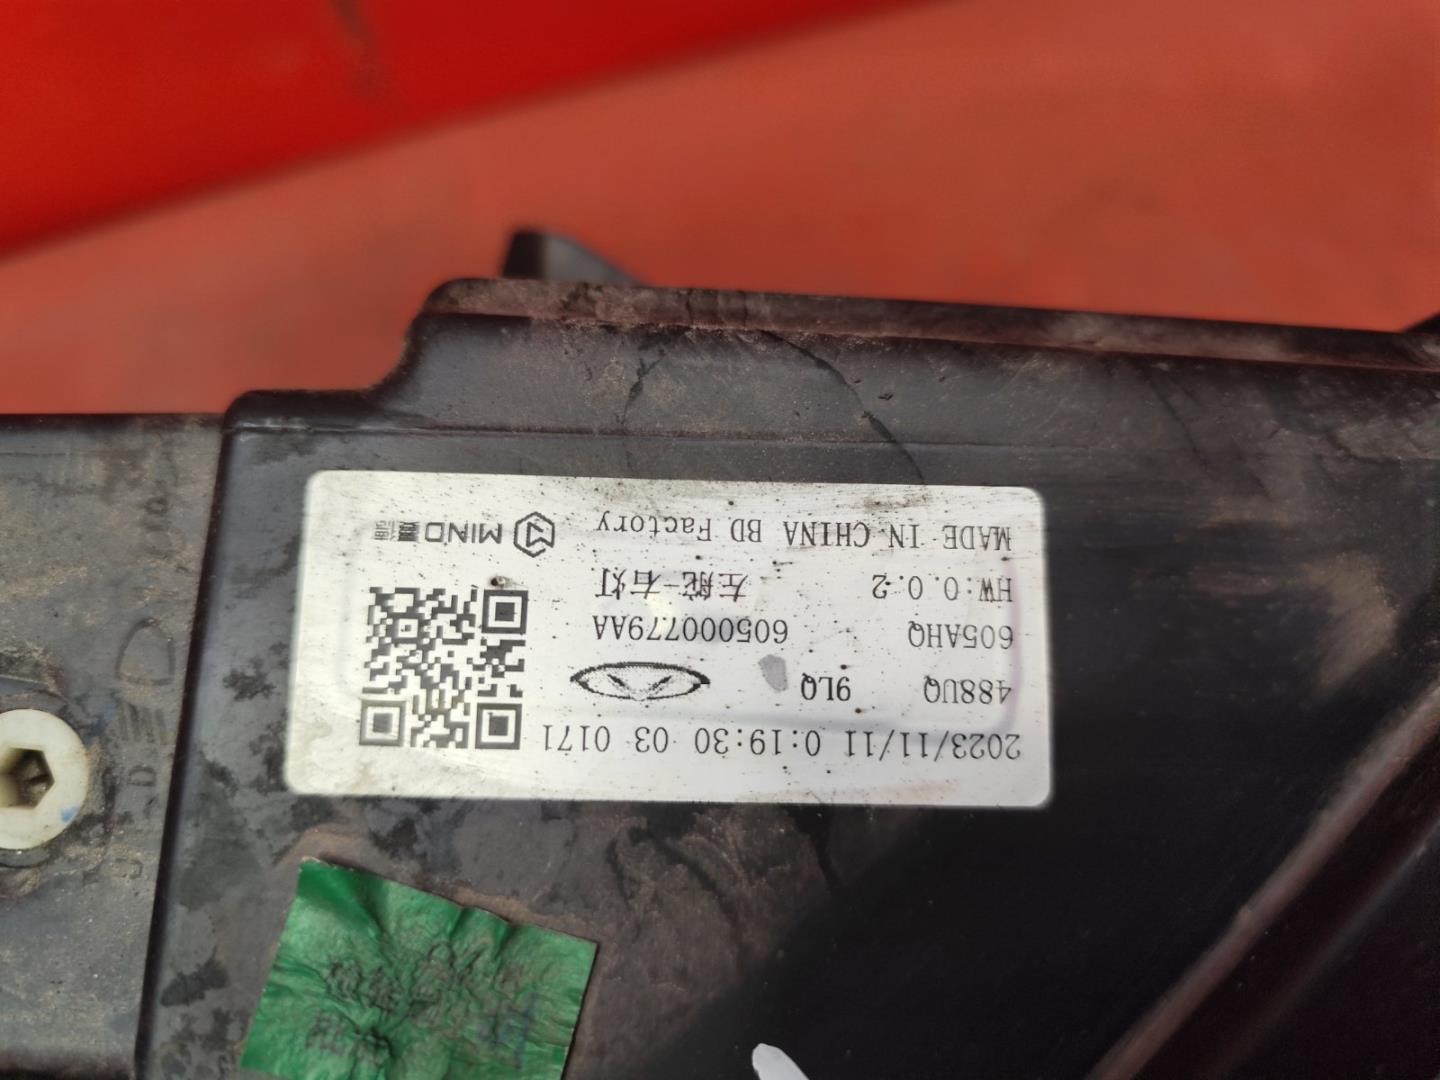 2023/11/11 0:19:30 03 0171
488UQ 9LQ
605AHQ 605000779AA
HW:0.0.2 左舵-右灯
MADE IN CHINA BD Factory
MIND